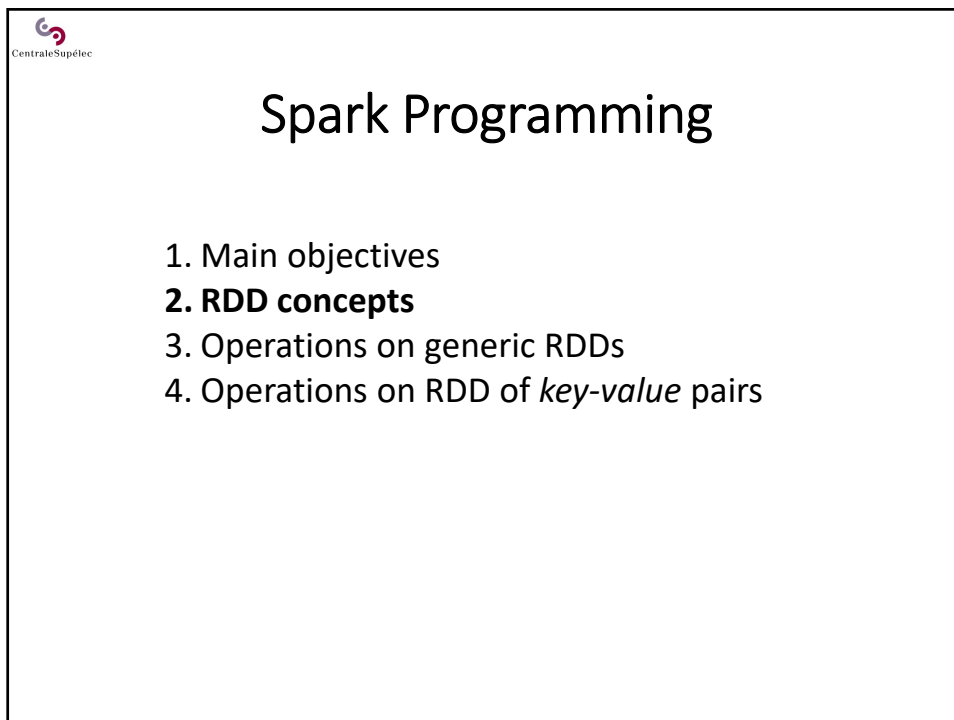 CentraleSupélec
Spark Programming
1. Main objectives
2. RDD concepts
3. Operations on generic RDDs
4. Operations on RDD of key-value pairs